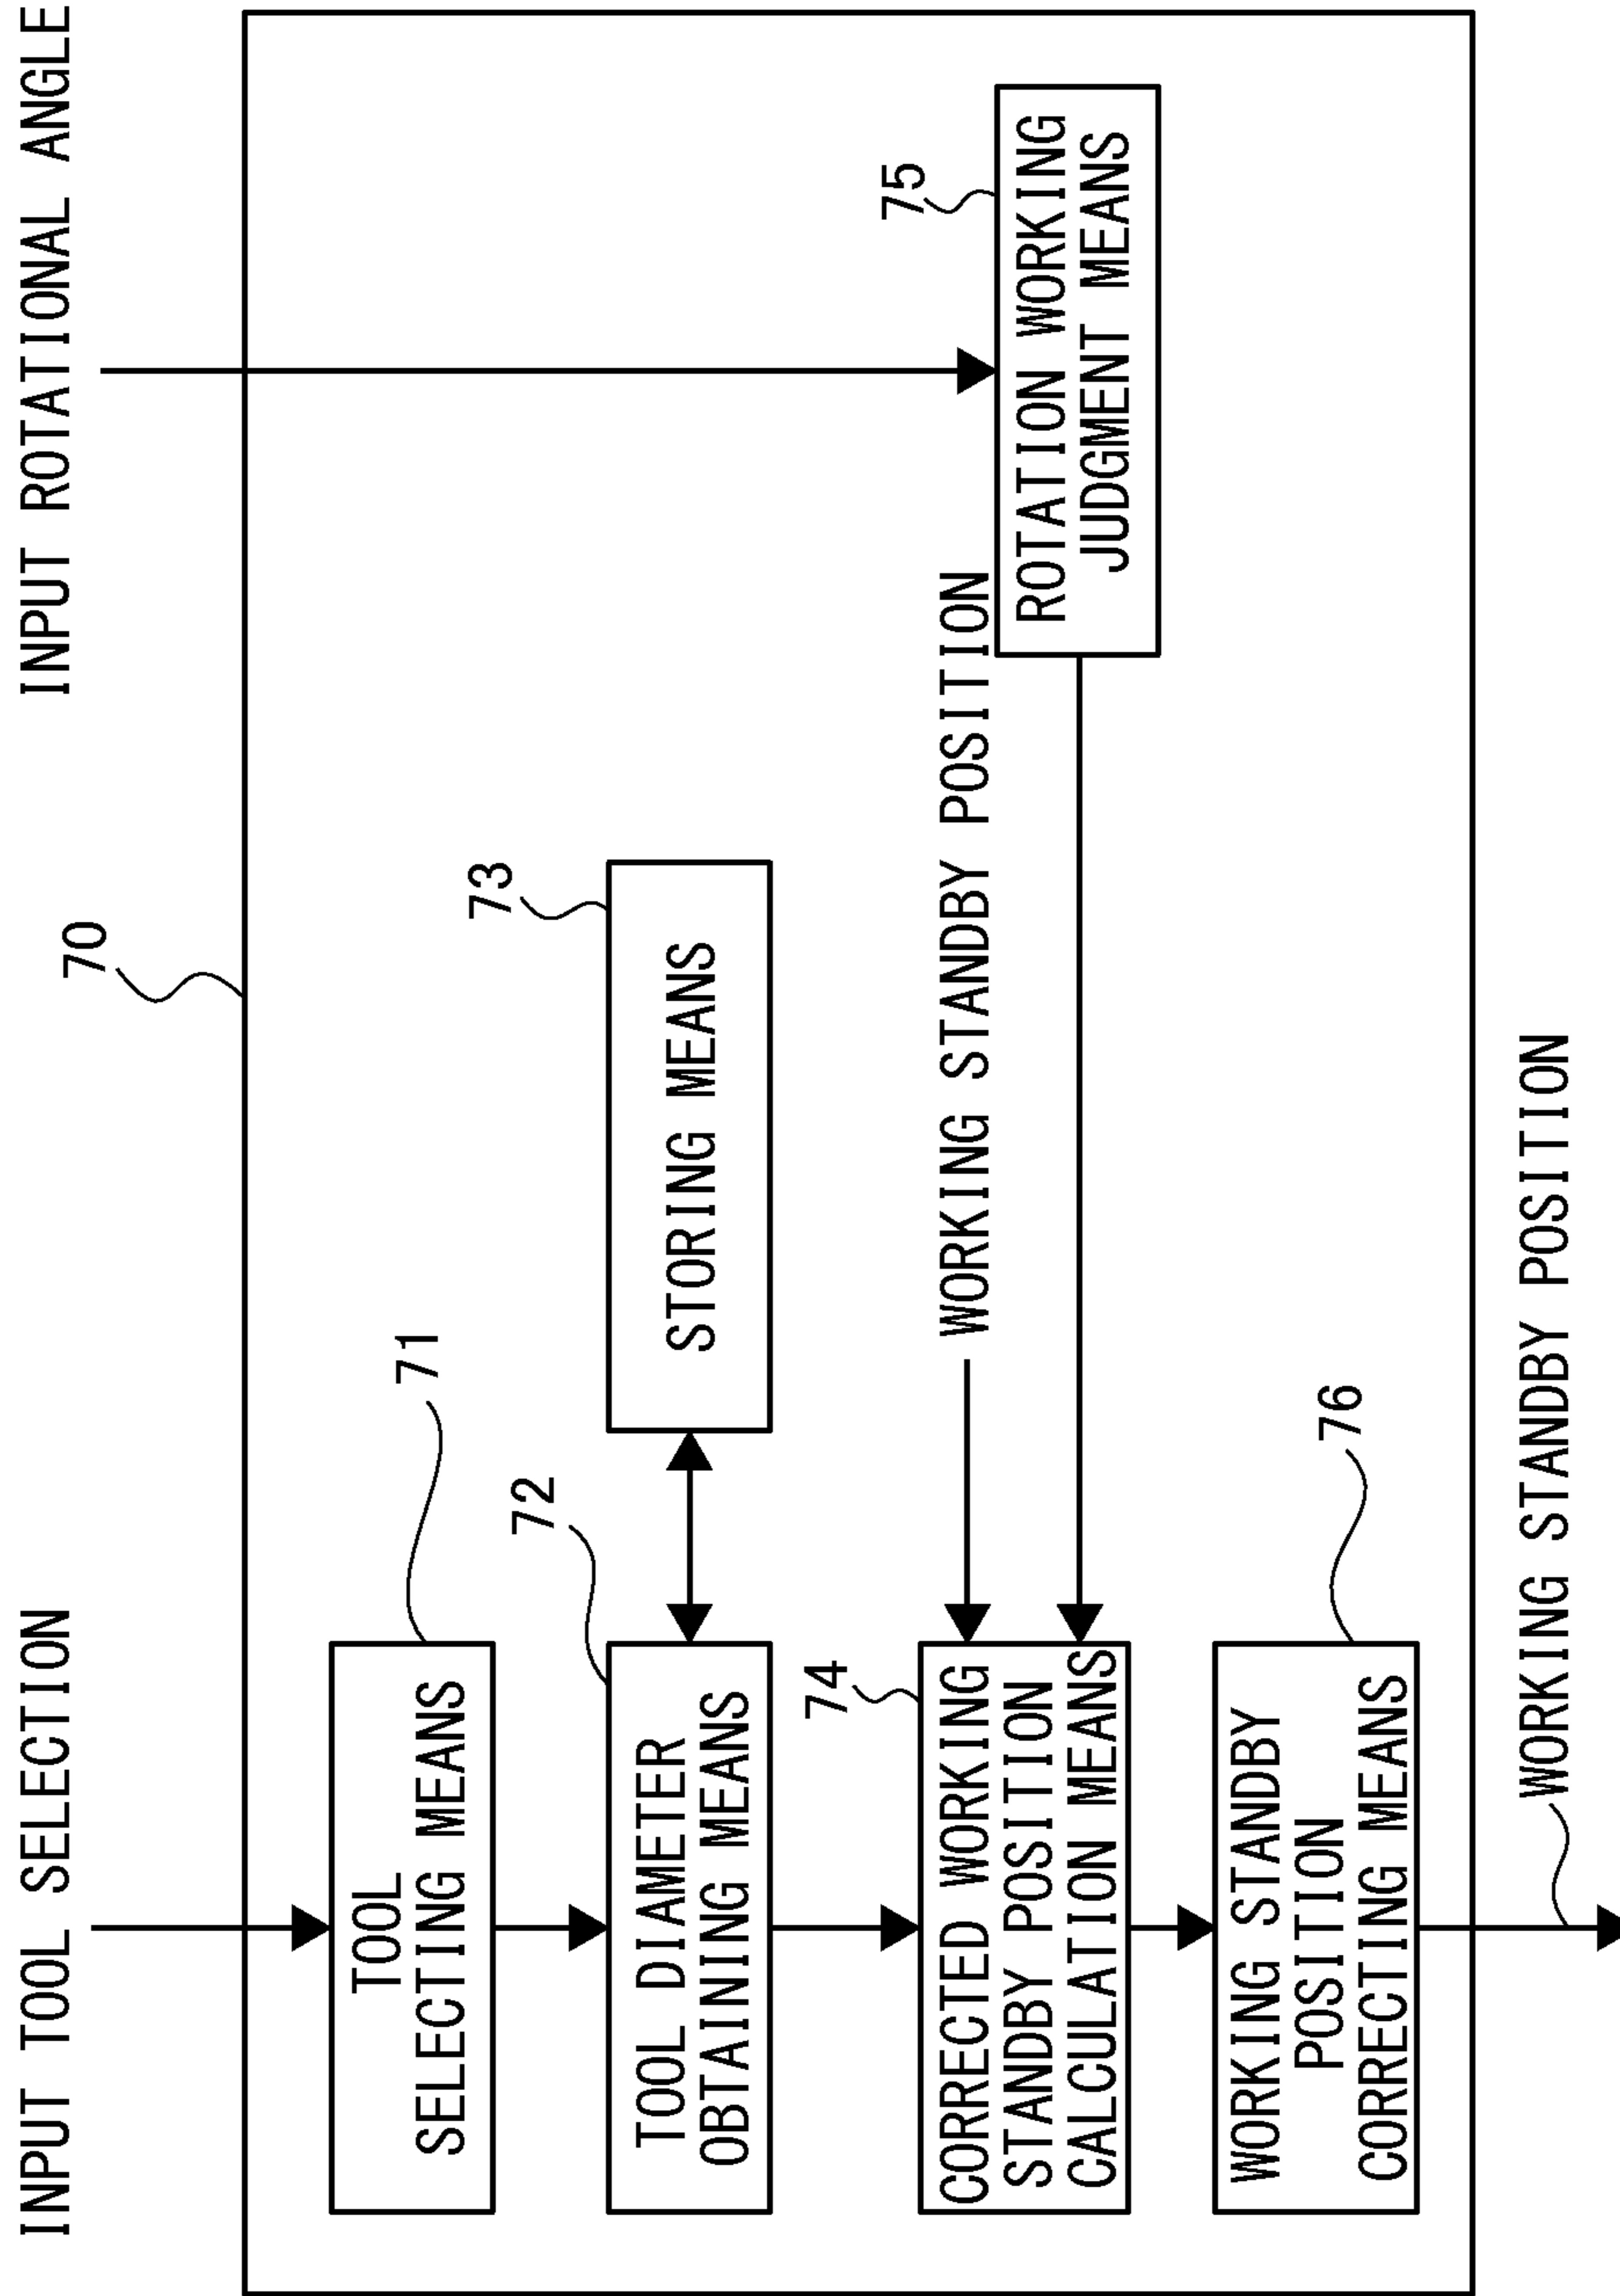 INPUT TOOL SELECTION
INPUT ROTATIONAL ANGLE
70
71
TOOL
SELECTING MEANS
72
TOOL DIAMETER
OBTAINING MEANS
73
STORING MEANS
74
CORRECTED WORKING
STANDBY POSITION
CALCULATION MEANS
WORKING STANDBY POSITION
75
ROTATION WORKING
JUDGMENT MEANS
76
WORKING STANDBY
POSITION
CORRECTING MEANS
WORKING STANDBY POSITION